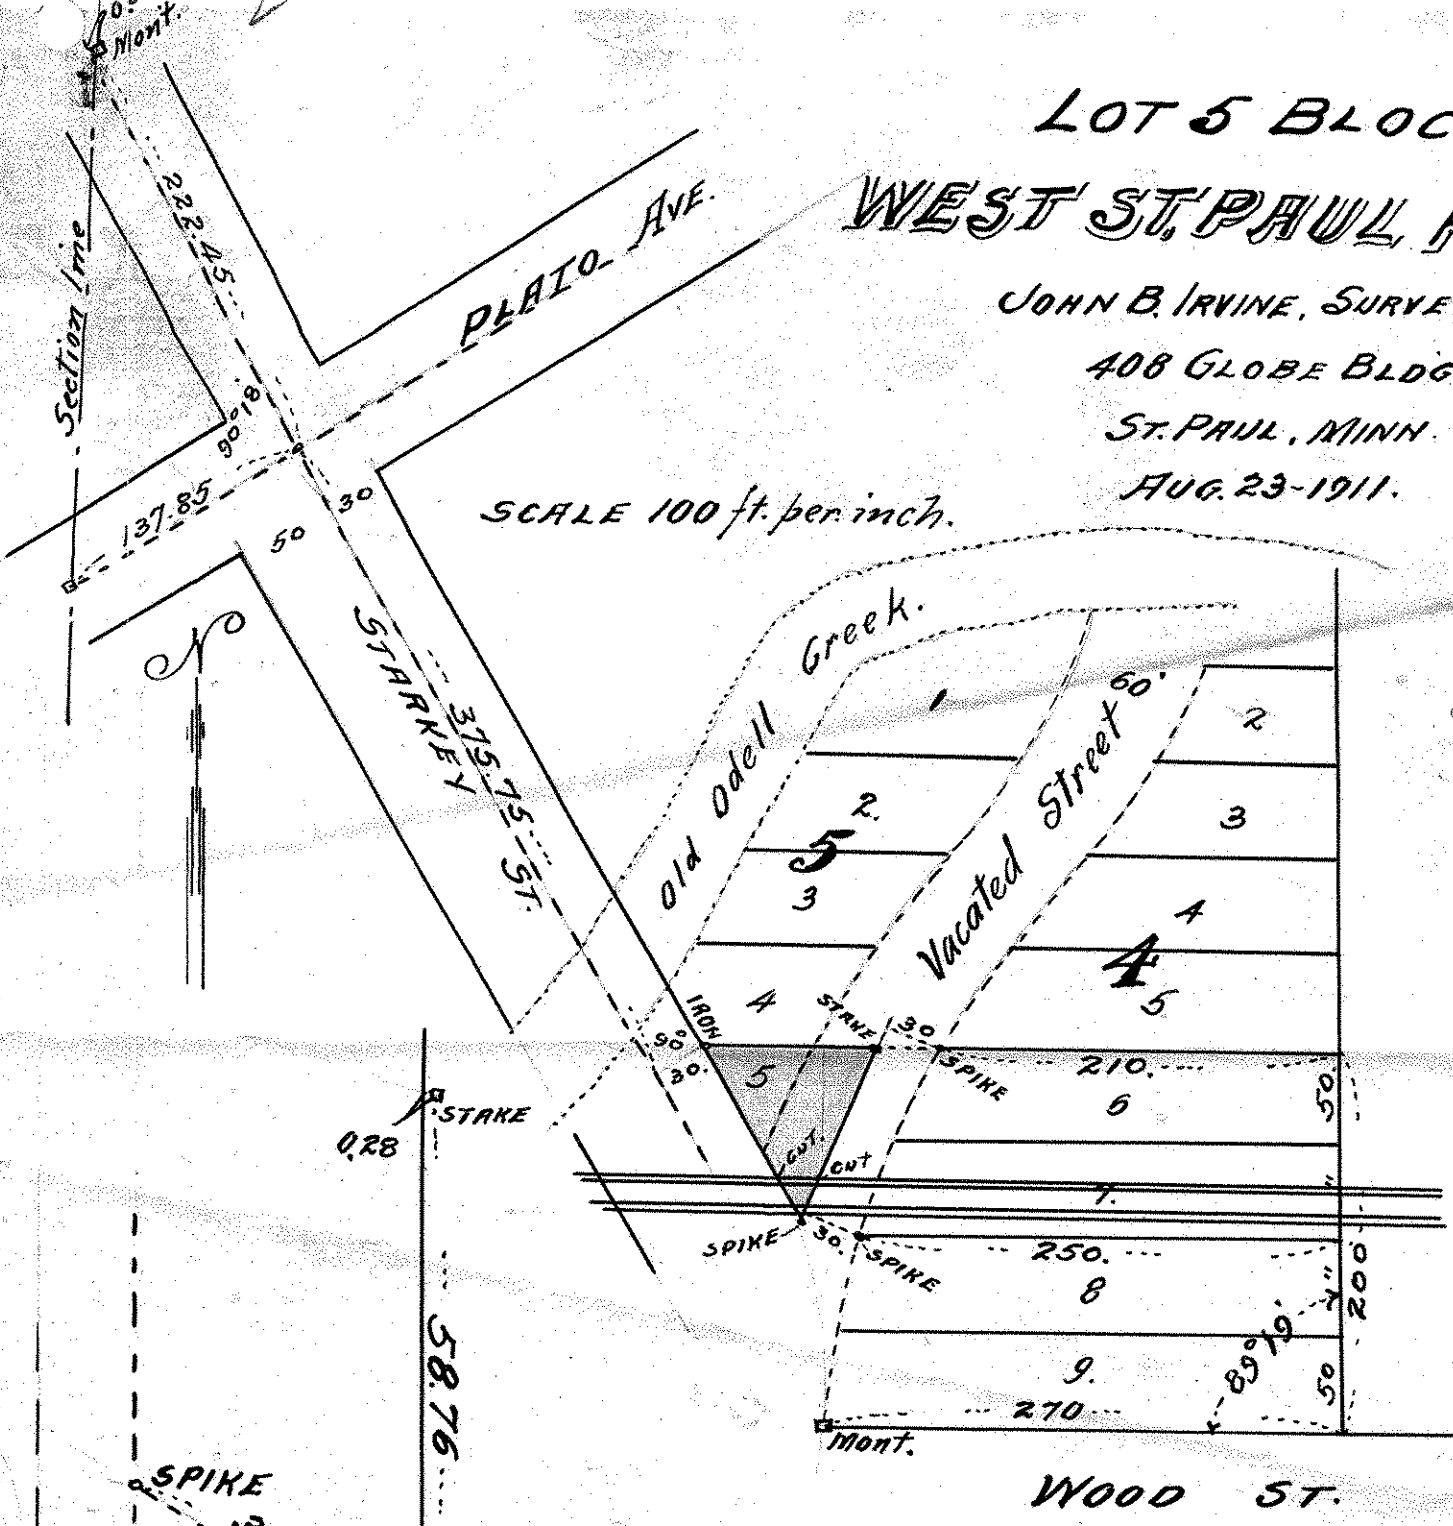 Mont.
LOT 5 BLOC
WEST ST. PAUL
JOHN B. IRVINE, SURVE
408 GLOBE BLDG
ST. PAUL, MINN.
AUG. 23-1911.
SCALE 100 ft. per inch.
222.45
Section line
PLATO AVE.
90°18'
137.85
30
50
STARKEY ST.
375.75
Old Odell Creek.
Vacated Street
60'
1
2.
5
3
4
2
3
4
4
5
IRON
STAKE
30
SPIKE
90°
30.
5
210.
6
50
CUT.
CUT
7.
"
SPIKE
30.
SPIKE
250.
8
"
200
9.
89°19'
50
270
Mont.
WOOD ST.
STAKE
0.28
58.76
SPIKE